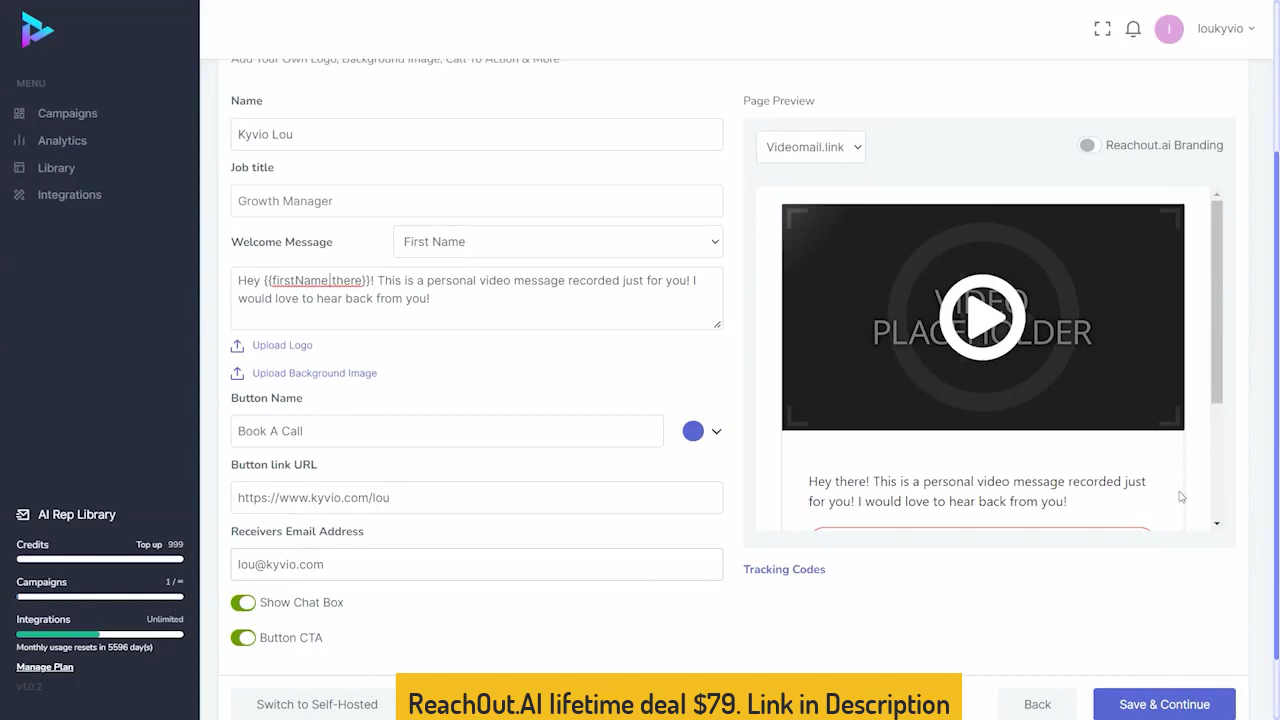 loukyvio
MENU
Campaigns
Analytics
Library
Integrations
AI Rep Library
Credits
Top up 999
Campaigns
1 / ∞
Integrations
Unlimited
Monthly usage resets in 5596 day(s)
Manage Plan
v1.0.2
Add Your Own Logo, Background Image, Call To Action & More
Name
Kyvio Lou
Job title
Growth Manager
Welcome Message
First Name
Hey {{firstName|there}}! This is a personal video message recorded just for you! I
would love to hear back from you!
Upload Logo
Upload Background Image
Button Name
Book A Call
Button link URL
https://www.kyvio.com/lou
Receivers Email Address
lou@kyvio.com
Show Chat Box
Button CTA
Page Preview
Videomail.link
Reachout.ai Branding
VIDEO
PLACEHOLDER
Hey there! This is a personal video message recorded just
for you! I would love to hear back from you!
Tracking Codes
Switch to Self-Hosted
Back
Save & Continue
ReachOut.AI lifetime deal $79. Link in Description